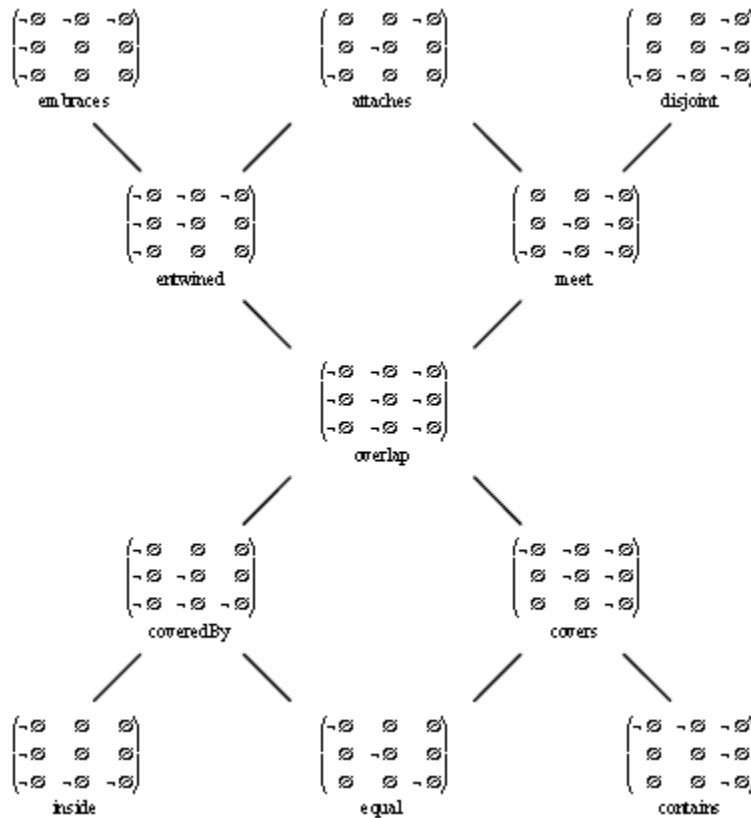 ¬∅ ¬∅ ¬∅
¬∅ ∅ ∅
¬∅ ∅ ∅
embraces
∅ ∅ ¬∅
∅ ¬∅ ∅
¬∅ ∅ ∅
attaches
∅ ∅ ¬∅
∅ ∅ ¬∅
¬∅ ¬∅ ¬∅
disjoint
¬∅ ¬∅ ¬∅
¬∅ ¬∅ ∅
¬∅ ∅ ∅
entwined
∅ ∅ ¬∅
∅ ¬∅ ¬∅
¬∅ ¬∅ ¬∅
meet
¬∅ ¬∅ ¬∅
¬∅ ¬∅ ¬∅
¬∅ ¬∅ ¬∅
overlap
¬∅ ∅ ∅
¬∅ ¬∅ ∅
¬∅ ¬∅ ¬∅
coveredBy
¬∅ ¬∅ ¬∅
∅ ¬∅ ¬∅
∅ ∅ ¬∅
covers
¬∅ ∅ ∅
¬∅ ∅ ∅
¬∅ ¬∅ ¬∅
inside
¬∅ ∅ ∅
∅ ¬∅ ∅
∅ ∅ ¬∅
equal
¬∅ ¬∅ ¬∅
∅ ∅ ¬∅
∅ ∅ ¬∅
contains